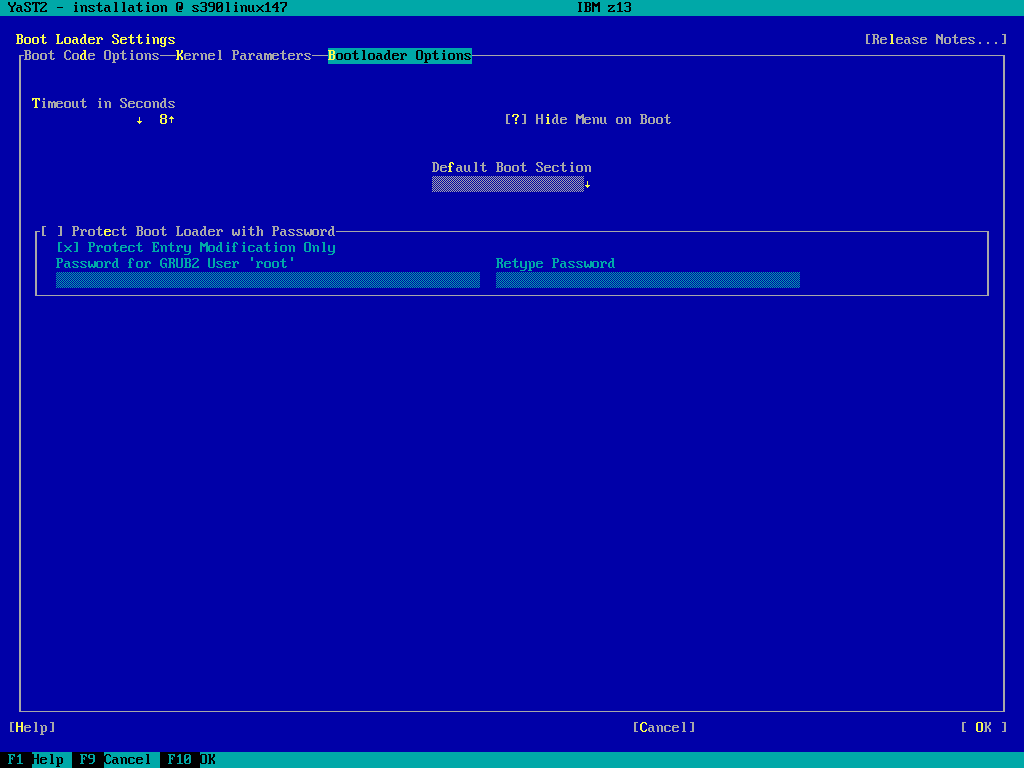 YaST2 - installation @ s390linux147 IBM z13
Boot Loader Settings [Release Notes...]
Boot Code Options Kernel Parameters Bootloader Options
Timeout in Seconds
↓ 8↑ [?] Hide Menu on Boot
Default Boot Section
↓
[ ] Protect Boot Loader with Password
[x] Protect Entry Modification Only
Password for GRUB2 User 'root' Retype Password
[Help] [Cancel] [ OK ]
F1 Help F9 Cancel F10 OK